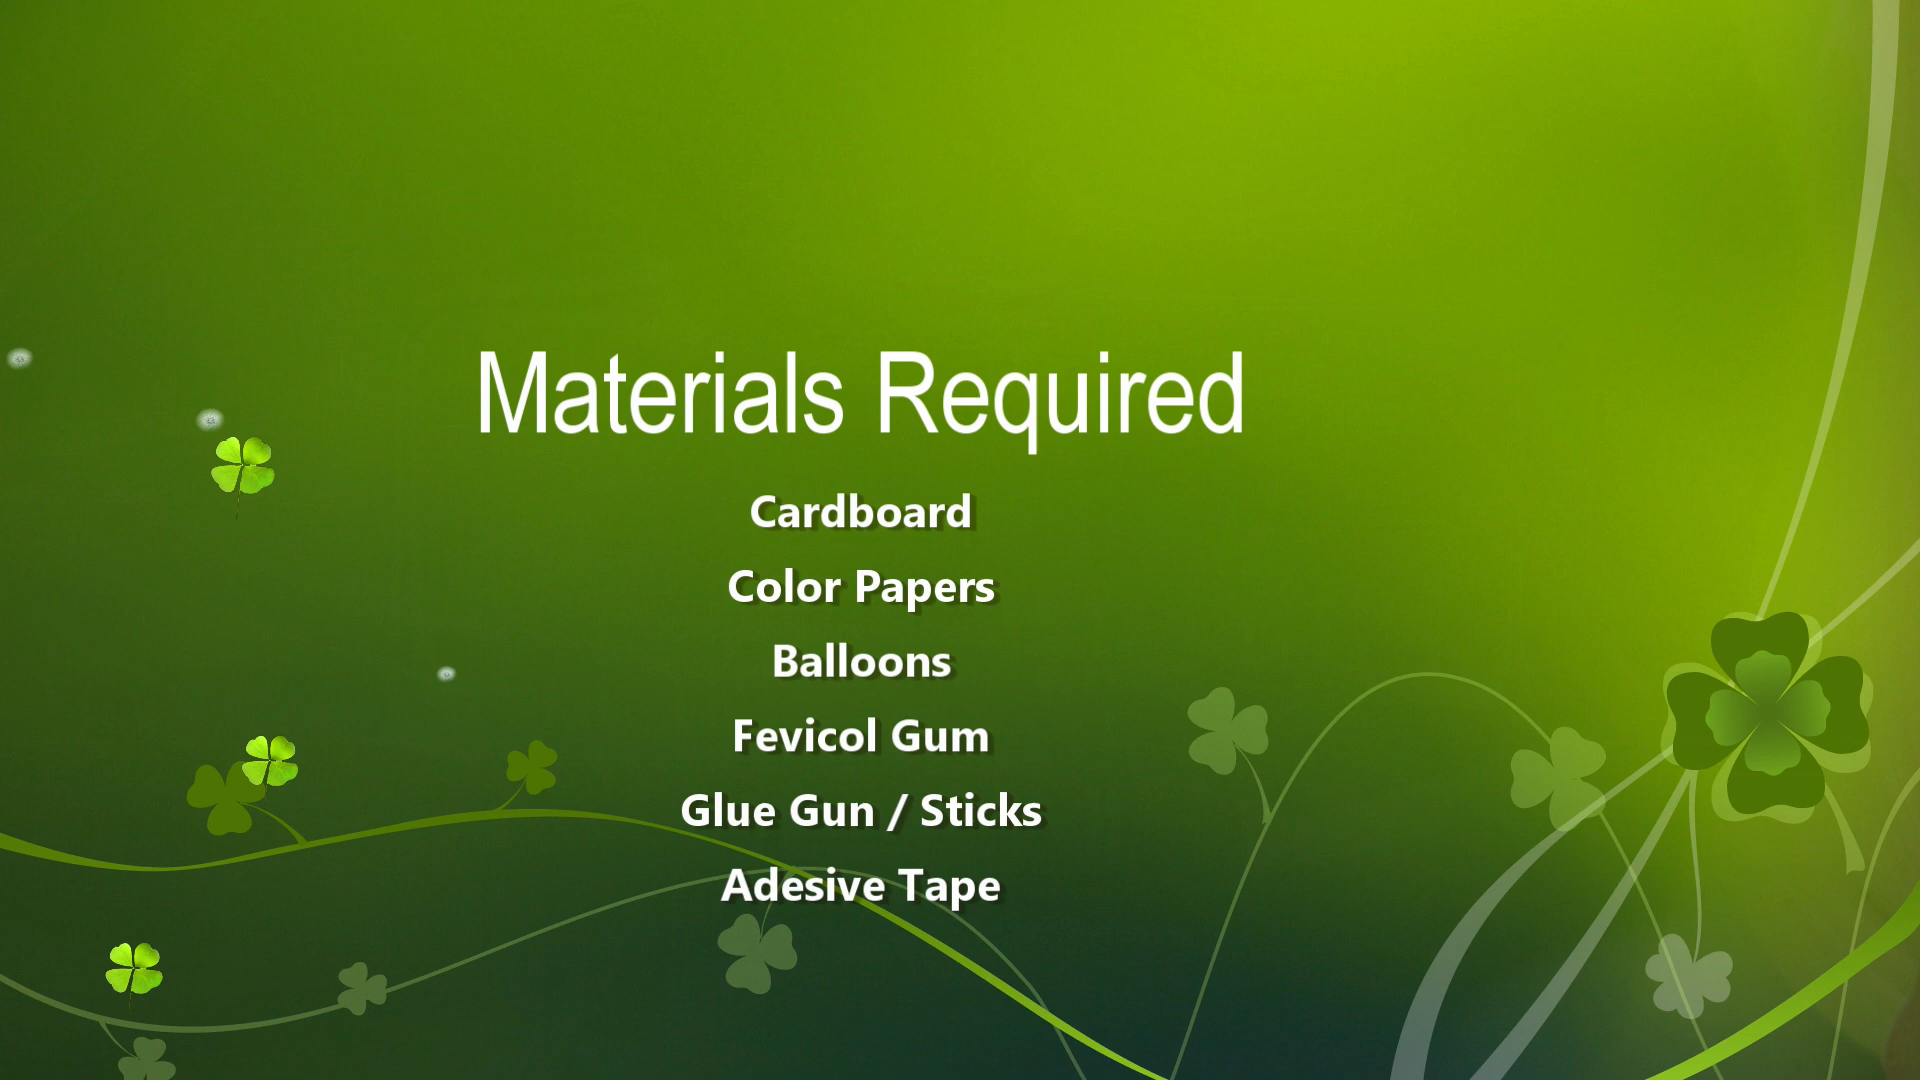 Materials Required
Cardboard
Color Papers
Balloons
Fevicol Gum
Glue Gun / Sticks
Adesive Tape